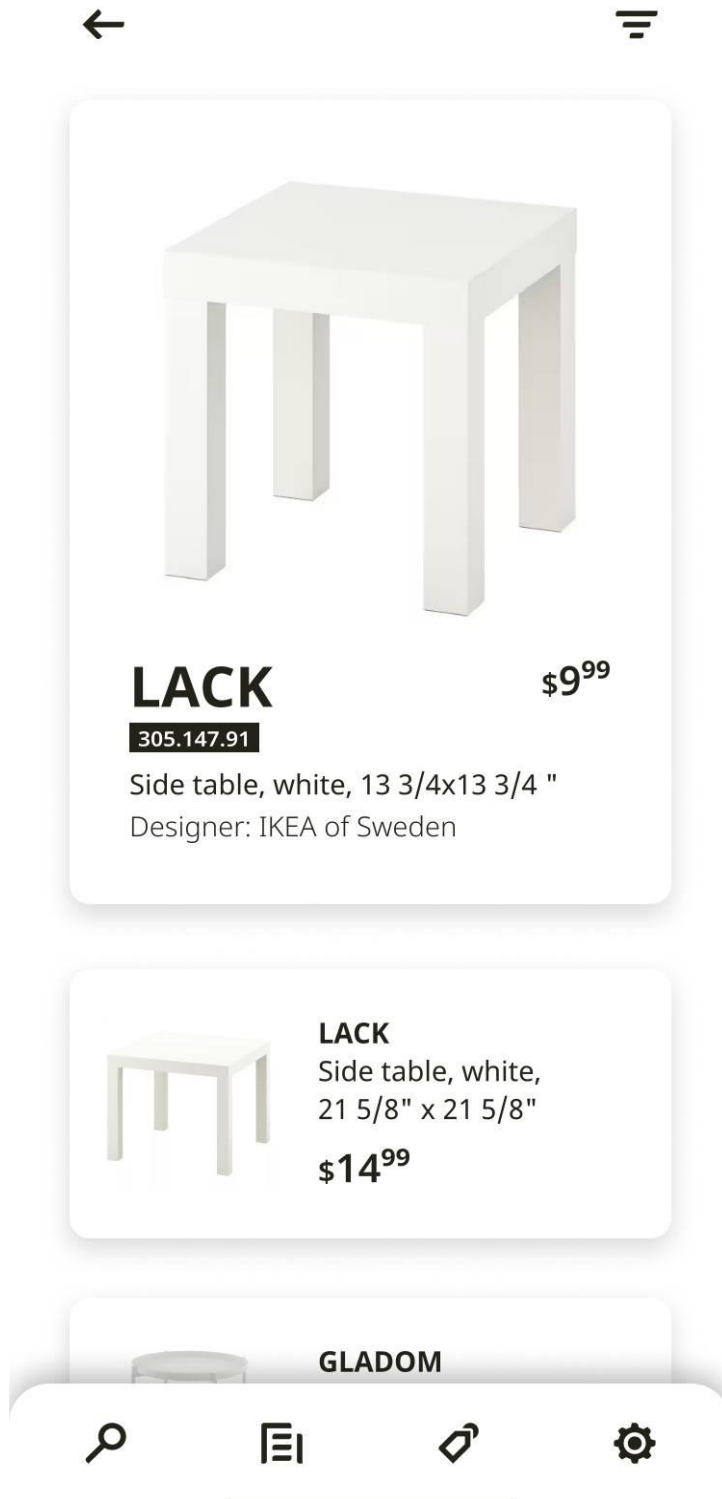 LACK
$9⁹⁹
305.147.91
Side table, white, 13 3/4x13 3/4 "
Designer: IKEA of Sweden
LACK
Side table, white,
21 5/8" x 21 5/8"
$14⁹⁹
GLADOM